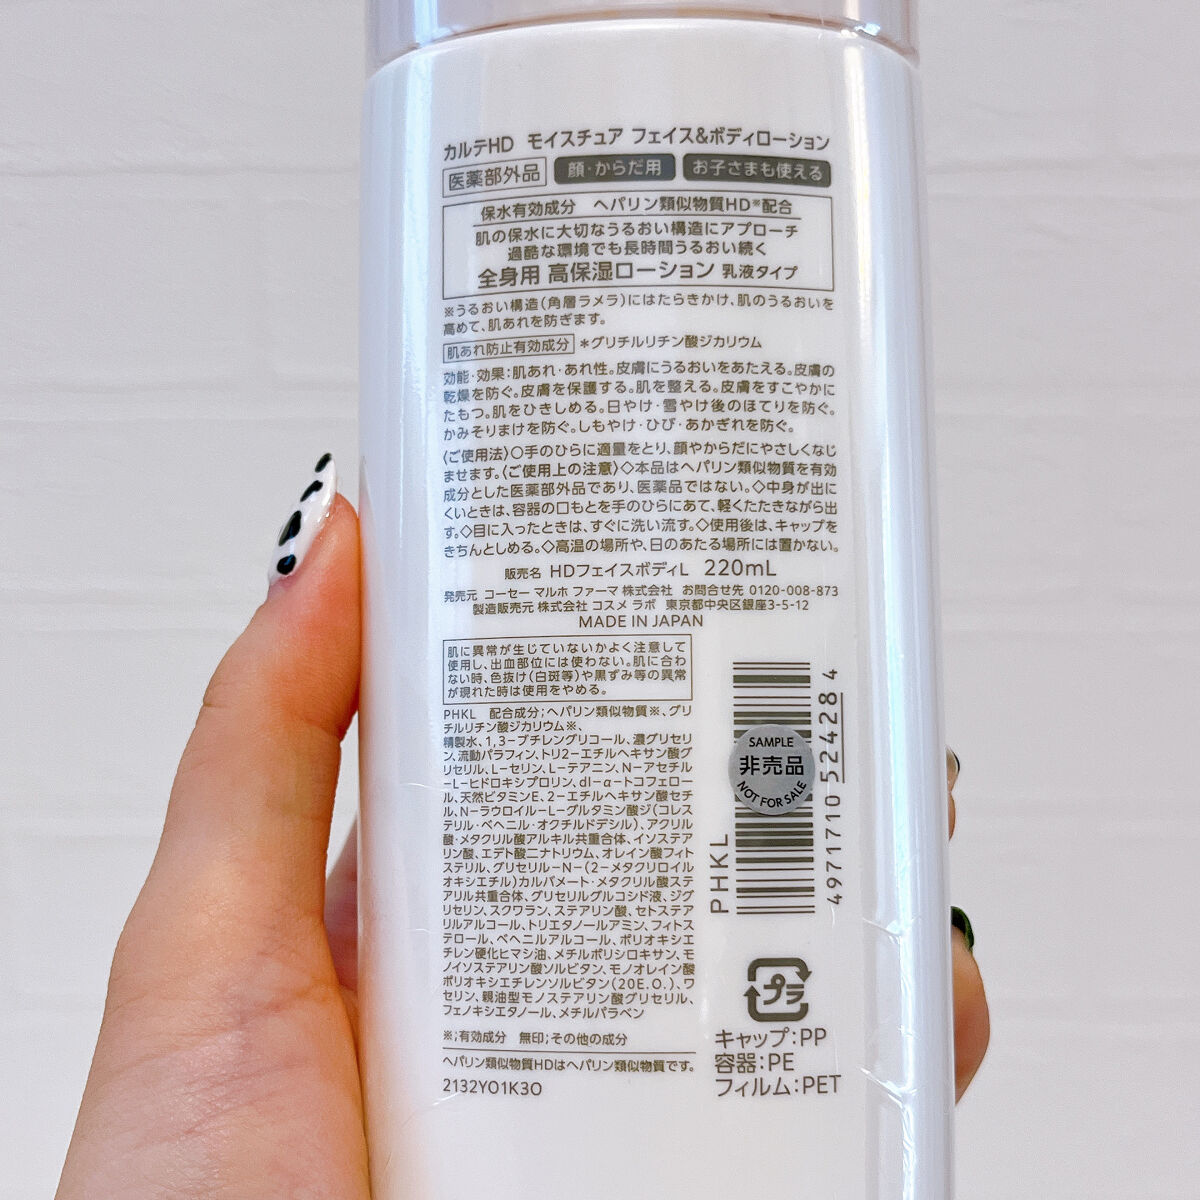 カルテHD モイスチュア フェイス&ボディローション
医薬部外品 顔・からだ用 お子さまも使える
保水有効成分 ヘパリン類似物質HD※配合
肌の保水に大切なうるおい構造にアプローチ
過酷な環境でも長時間うるおい続く
全身用 高保湿ローション 乳液タイプ
※うるおい構造(角層ラメラ)にはたらきかけ、肌のうるおいを
高めて、肌あれを防ぎます。
肌あれ防止有効成分 *グリチルリチン酸ジカリウム
効能・効果:肌あれ・あれ性。皮膚にうるおいをあたえる。皮膚の
乾燥を防ぐ。皮膚を保護する。肌を整える。皮膚をすこやかに
たもつ。肌をひきしめる。日やけ・雪やけ後のほてりを防ぐ。
かみそりまけを防ぐ。しもやけ・ひび・あかぎれを防ぐ。
〈ご使用法〉○手のひらに適量をとり、顔やからだにやさしくなじ
ませます。〈ご使用上の注意〉◇本品はヘパリン類似物質を有効
成分とした医薬部外品であり、医薬品ではない。◇中身が出に
くいときは、容器の口もとを手のひらにあて、軽くたたきながら出
す。◇目に入ったときは、すぐに洗い流す。◇使用後は、キャップを
きちんとしめる。◇高温の場所や、日のあたる場所には置かない。
販売名 HDフェイスボディL 220mL
発売元 コーセー マルホ ファーマ 株式会社 お問合せ先 0120-008-873
製造販売元 株式会社 コスメ ラボ 東京都中央区銀座3-5-12
MADE IN JAPAN
肌に異常が生じていないかよく注意して
使用し、出血部位には使わない。肌に合わ
ない時、色抜け(白斑等)や黒ずみ等の異常
が現れた時は使用をやめる。
PHKL 配合成分;ヘパリン類似物質※、グリ
チルリチン酸ジカリウム※、
精製水、1,3-ブチレングリコール、濃グリセリ
ン、流動パラフィン、トリ2-エチルヘキサン酸グ
リセリル、L-セリン、L-テアニン、N-アセチル
-L-ヒドロキシプロリン、dl-α-トコフェロー
ル、天然ビタミンE、2-エチルヘキサン酸セチ
ル、N-ラウロイル-L-グルタミン酸ジ(コレス
テリル・ベヘニル・オクチルドデシル)、アクリル
酸・メタクリル酸アルキル共重合体、イソステア
リン酸、エデト酸二ナトリウム、オレイン酸フィト
ステリル、グリセリル-N-(2-メタクリロイル
オキシエチル)カルバメート・メタクリル酸ステ
アリル共重合体、グリセリルグルコシド液、ジグ
リセリン、スクワラン、ステアリン酸、セトステア
リルアルコール、トリエタノールアミン、フィトス
テロール、ベヘニルアルコール、ポリオキシエ
チレン硬化ヒマシ油、メチルポリシロキサン、モ
ノイソステアリン酸ソルビタン、モノオレイン酸
ポリオキシエチレンソルビタン(20E.O.)、ワ
セリン、親油型モノステアリン酸グリセリル、
フェノキシエタノール、メチルパラベン
※;有効成分 無印;その他の成分
ヘパリン類似物質HDはヘパリン類似物質です。
2132Y01K30
SAMPLE
非売品
NOT FOR SALE
PHKL
4971710 524284
プラ
キャップ:PP
容器:PE
フィルム:PET